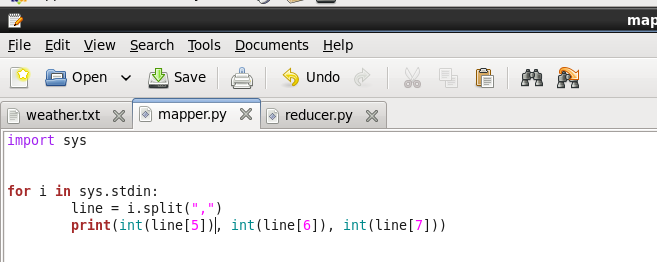 map
File Edit View Search Tools Documents Help
Open Save Undo
weather.txt mapper.py reducer.py
import sys
for i in sys.stdin:
        line = i.split(",")
        print(int(line[5]), int(line[6]), int(line[7]))